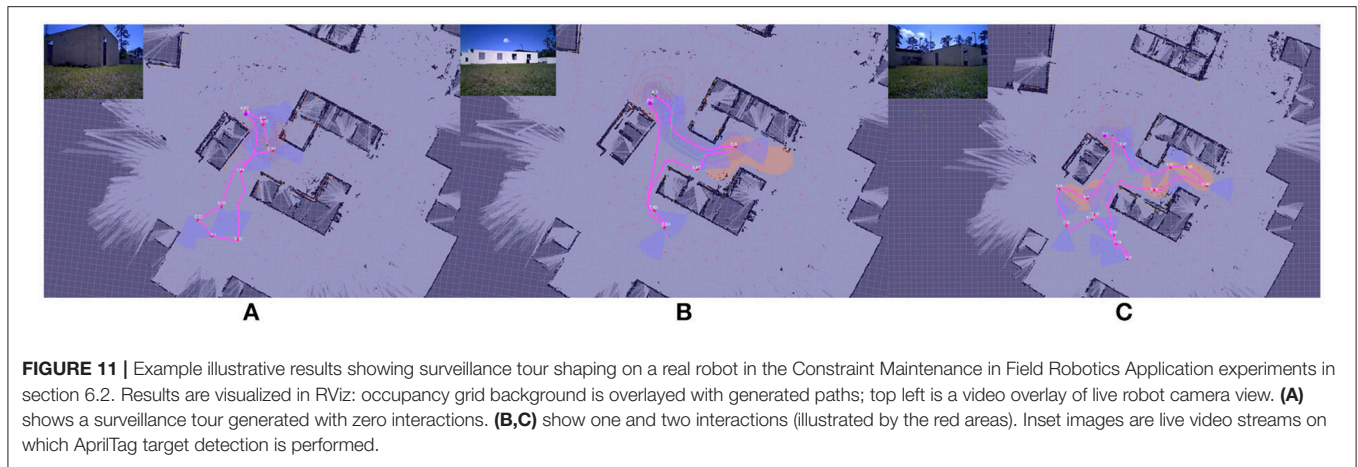 A
B
C
FIGURE 11 | Example illustrative results showing surveillance tour shaping on a real robot in the Constraint Maintenance in Field Robotics Application experiments in
section 6.2. Results are visualized in RViz: occupancy grid background is overlayed with generated paths; top left is a video overlay of live robot camera view. (A)
shows a surveillance tour generated with zero interactions. (B,C) show one and two interactions (illustrated by the red areas). Inset images are live video streams on
which AprilTag target detection is performed.